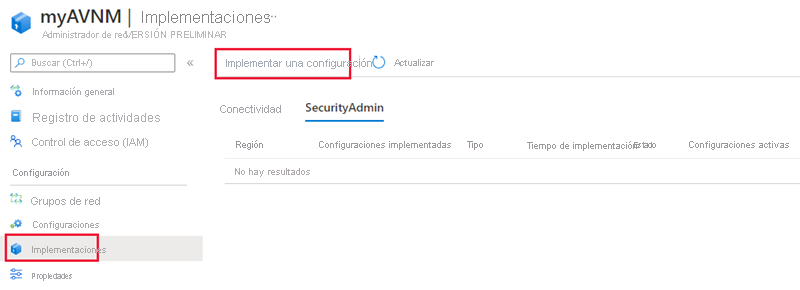 myAVNM | Implementaciones ··
Administrador de red VERSIÓN PRELIMINAR
Buscar (Ctrl+/) «
Información general
Registro de actividades
Control de acceso (IAM)
Configuración
Grupos de red
Configuraciones
Implementaciones
Propiedades
Implementar una configuración Actualizar
Conectividad SecurityAdmin
Región Configuraciones implementadas Tipo Tiempo de implementación Estado Configuraciones activas
No hay resultados